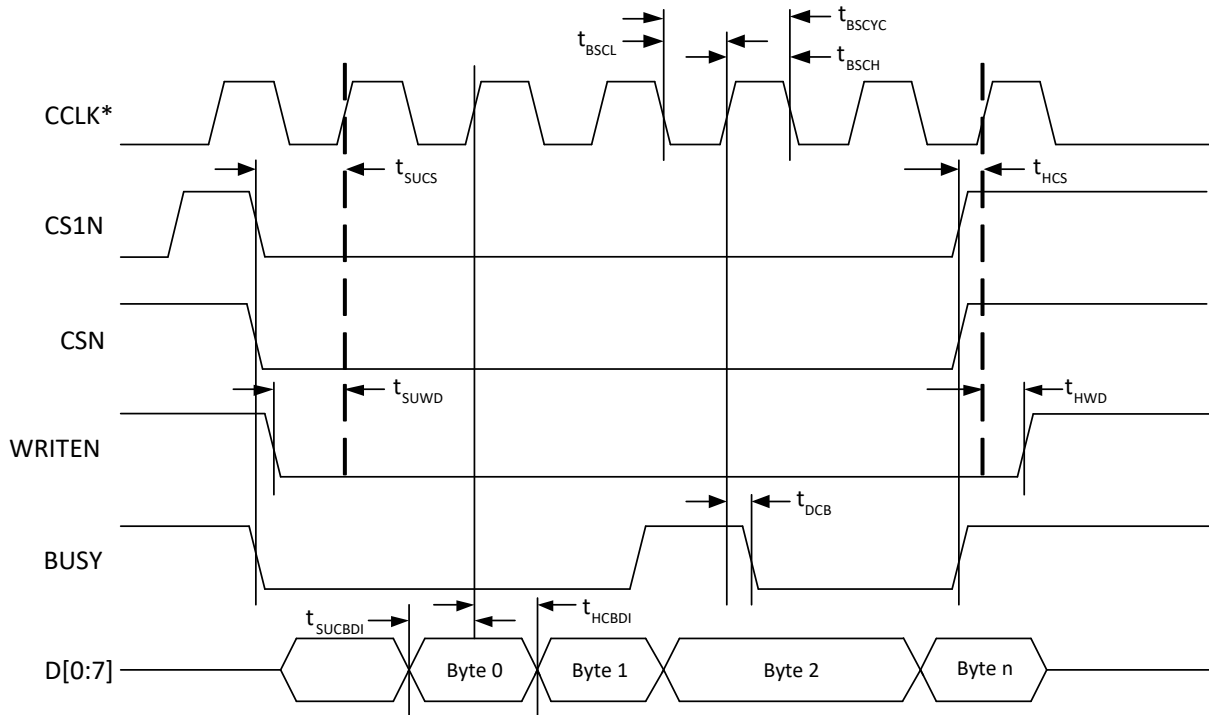 tBSCYC
tBSCL
tBSCH
CCLK*
tSUCS
tHCS
CS1N
CSN
tSUWD
tHWD
WRITEN
tDCB
BUSY
tSUCBDI
tHCBDI
D[0:7]
Byte 0
Byte 1
Byte 2
Byte n